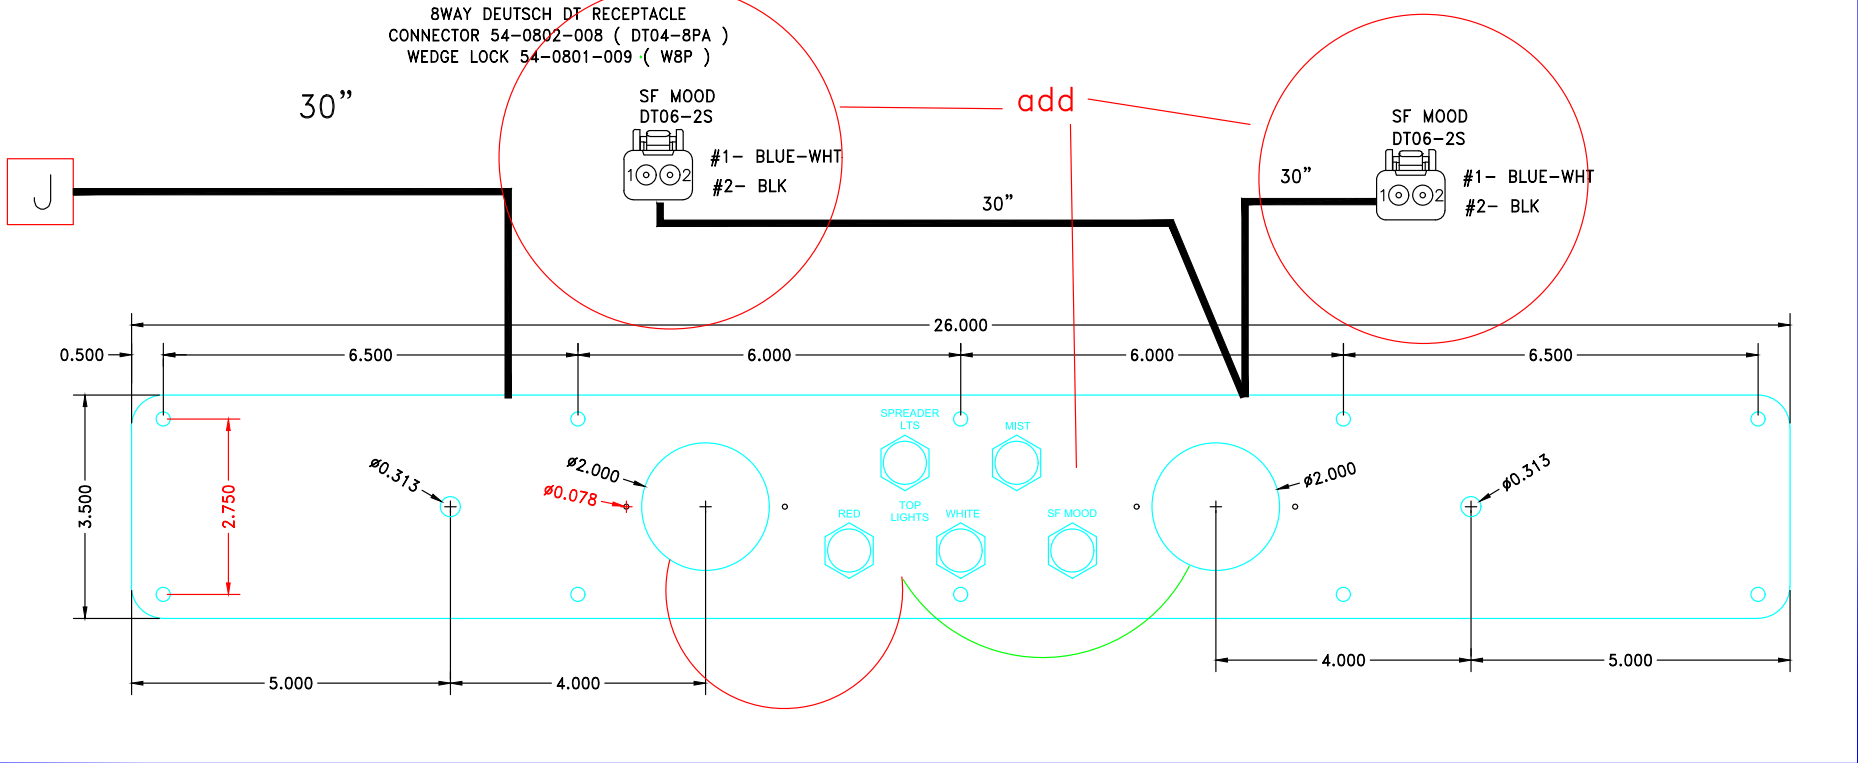 8WAY DEUTSCH DT RECEPTACLE
CONNECTOR 54-0802-008 ( DT04-8PA )
WEDGE LOCK 54-0801-009 ( W8P )
30”
add
SF MOOD
DT06-2S
#1- BLUE-WHT
#2- BLK
1 2
SF MOOD
DT06-2S
#1- BLUE-WHT
#2- BLK
1 2
30”
30”
J
26.000
0.500
6.500
6.000
6.000
6.500
SPREADER
LTS
MIST
3.500
2.750
ø0.313
ø2.000
ø0.078
ø2.000
ø0.313
RED
TOP
LIGHTS
WHITE
SF MOOD
4.000
5.000
5.000
4.000